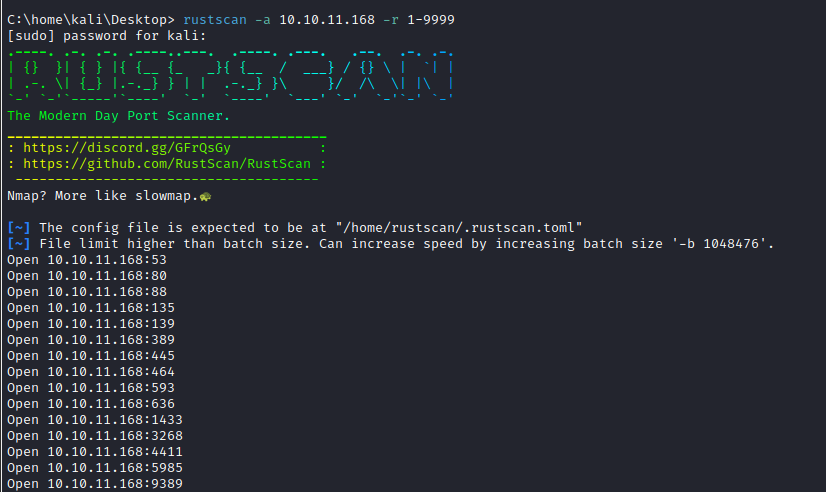 C:\home\kali\Desktop> rustscan -a 10.10.11.168 -r 1-9999
[sudo] password for kali:
.----. .-. .-. .----..---.  .----. .---.   .--.  .-. .-.
| {}  }| { } |{ {__ {_   _}{ {__  /  ___} / {} \ |  `| |
| .-. \| {_} |.-._} } | |  .-._} }\     }/  /\  \| |\  |
`-' `-'`-----'`----'  `-'  `----'  `---' `-'  `-'`-' `-'
The Modern Day Port Scanner.
________________________________________
: https://discord.gg/GFrQsGy           :
: https://github.com/RustScan/RustScan :
 --------------------------------------
Nmap? More like slowmap.🐢
[~] The config file is expected to be at "/home/rustscan/.rustscan.toml"
[~] File limit higher than batch size. Can increase speed by increasing batch size '-b 1048476'.
Open 10.10.11.168:53
Open 10.10.11.168:80
Open 10.10.11.168:88
Open 10.10.11.168:135
Open 10.10.11.168:139
Open 10.10.11.168:389
Open 10.10.11.168:445
Open 10.10.11.168:464
Open 10.10.11.168:593
Open 10.10.11.168:636
Open 10.10.11.168:1433
Open 10.10.11.168:3268
Open 10.10.11.168:4411
Open 10.10.11.168:5985
Open 10.10.11.168:9389